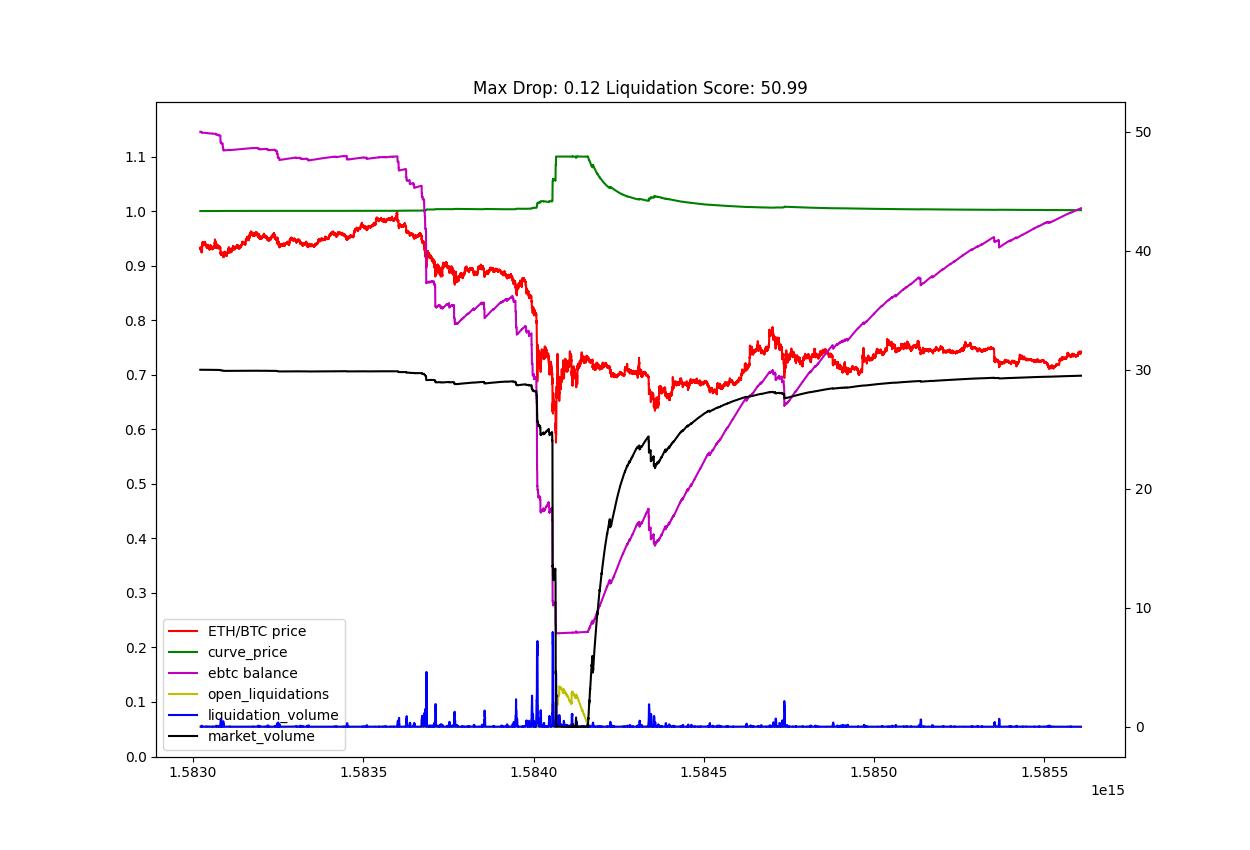 Max Drop: 0.12 Liquidation Score: 50.99
1.1
1.0
0.9
0.8
0.7
0.6
0.5
0.4
0.3
0.2
0.1
0.0
50
40
30
20
10
0
ETH/BTC price
curve_price
ebtc balance
open_liquidations
liquidation_volume
market_volume
1.5830 1.5835 1.5840 1.5845 1.5850 1.5855
1e15